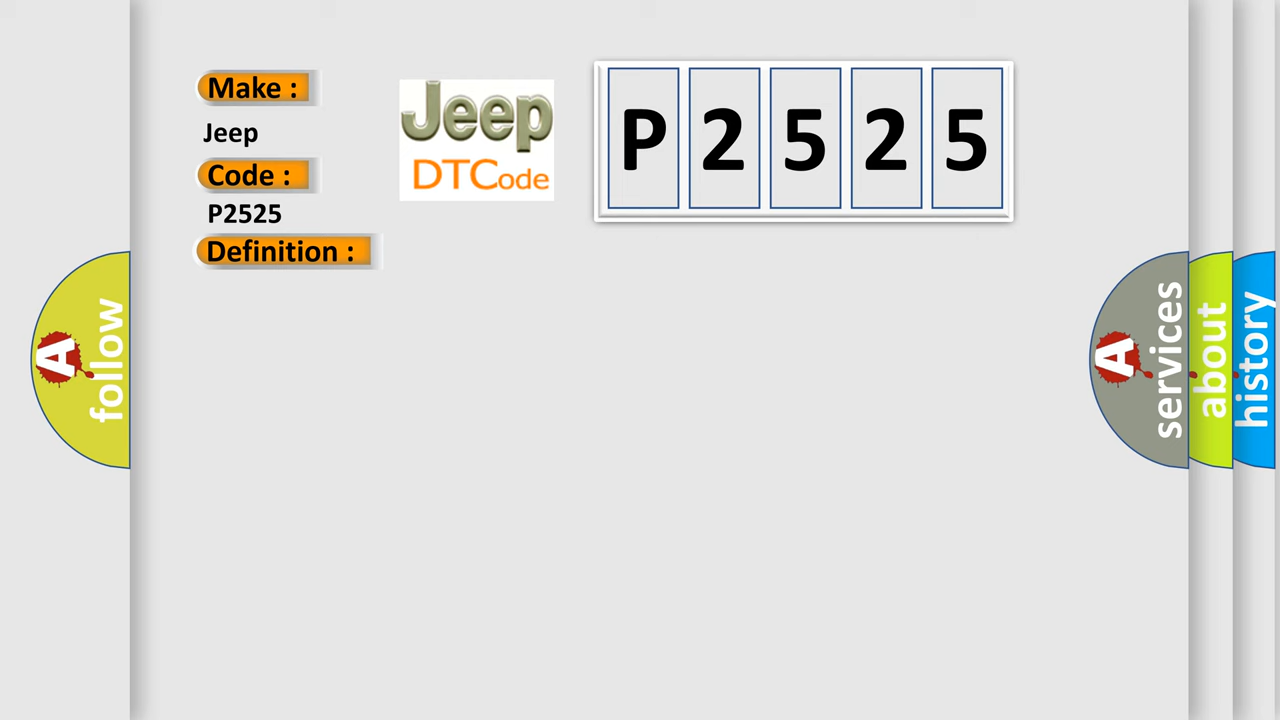 Make :
Jeep
Code :
P2525
Definition :
Jeep
DTCode
P 2 5 2 5
A follow
A services
about
history